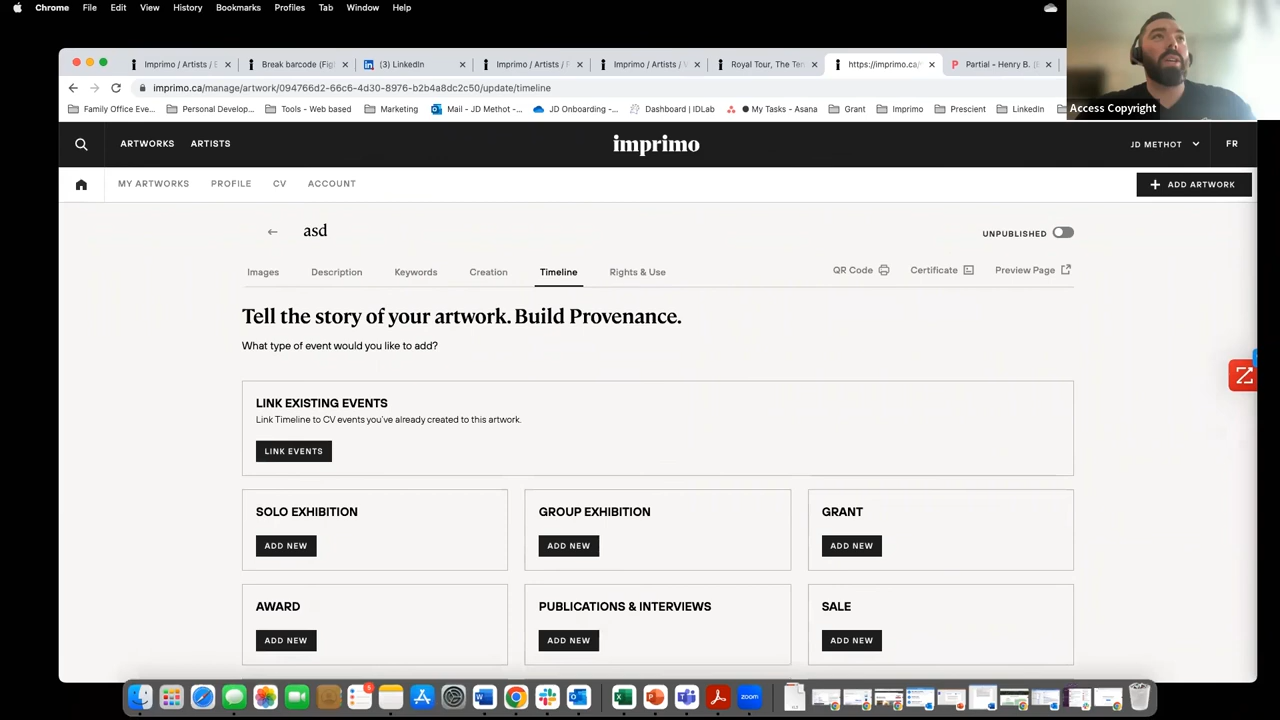 Chrome File Edit View History Bookmarks Profiles Tab Window Help
Imprimo / Artists / Break barcode (Fig (3) LinkedIn Imprimo / Artists / Imprimo / Artists / Royal Tour, The Ten https://imprimo.ca/ Partial - Henry B.
imprimo.ca/manage/artwork/094766d2-66c6-4d30-8976-b2b4a8dc2c50/update/timeline
Family Office Eve... Personal Develop... Tools - Web based Marketing Mail - JD Methot -... JD Onboarding -... Dashboard | IDLab My Tasks - Asana Grant Imprimo Prescient LinkedIn
Access Copyright
ARTWORKS ARTISTS imprimo JD METHOT FR
MY ARTWORKS PROFILE CV ACCOUNT + ADD ARTWORK
← asd UNPUBLISHED
Images Description Keywords Creation Timeline Rights & Use QR Code Certificate Preview Page
Tell the story of your artwork. Build Provenance.
What type of event would you like to add?
LINK EXISTING EVENTS
Link Timeline to CV events you've already created to this artwork.
LINK EVENTS
SOLO EXHIBITION GROUP EXHIBITION GRANT
ADD NEW ADD NEW ADD NEW
AWARD PUBLICATIONS & INTERVIEWS SALE
ADD NEW ADD NEW ADD NEW
zoom